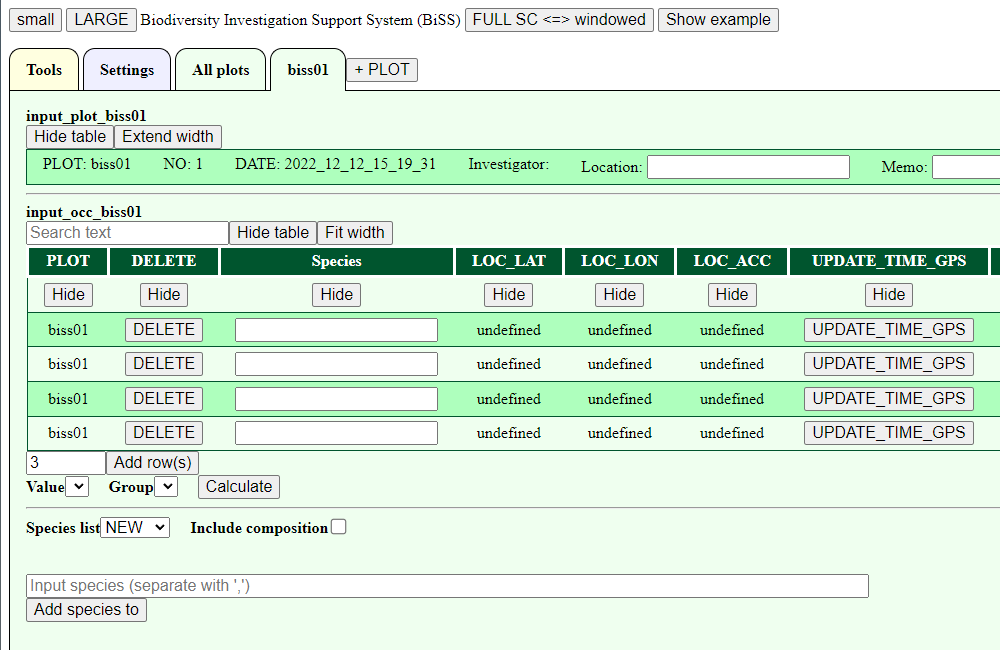 small LARGE Biodiversity Investigation Support System (BiSS) FULL SC <=> windowed Show example
Tools Settings All plots biss01 + PLOT
input_plot_biss01
Hide table Extend width
PLOT: biss01 NO: 1 DATE: 2022_12_12_15_19_31 Investigator: Location: Memo:
input_occ_biss01
Search text Hide table Fit width
PLOT DELETE Species LOC_LAT LOC_LON LOC_ACC UPDATE_TIME_GPS
Hide Hide Hide Hide Hide Hide Hide
biss01 DELETE undefined undefined undefined UPDATE_TIME_GPS
biss01 DELETE undefined undefined undefined UPDATE_TIME_GPS
biss01 DELETE undefined undefined undefined UPDATE_TIME_GPS
biss01 DELETE undefined undefined undefined UPDATE_TIME_GPS
3 Add row(s)
Value Group Calculate
Species list NEW Include composition
Input species (separate with ',')
Add species to